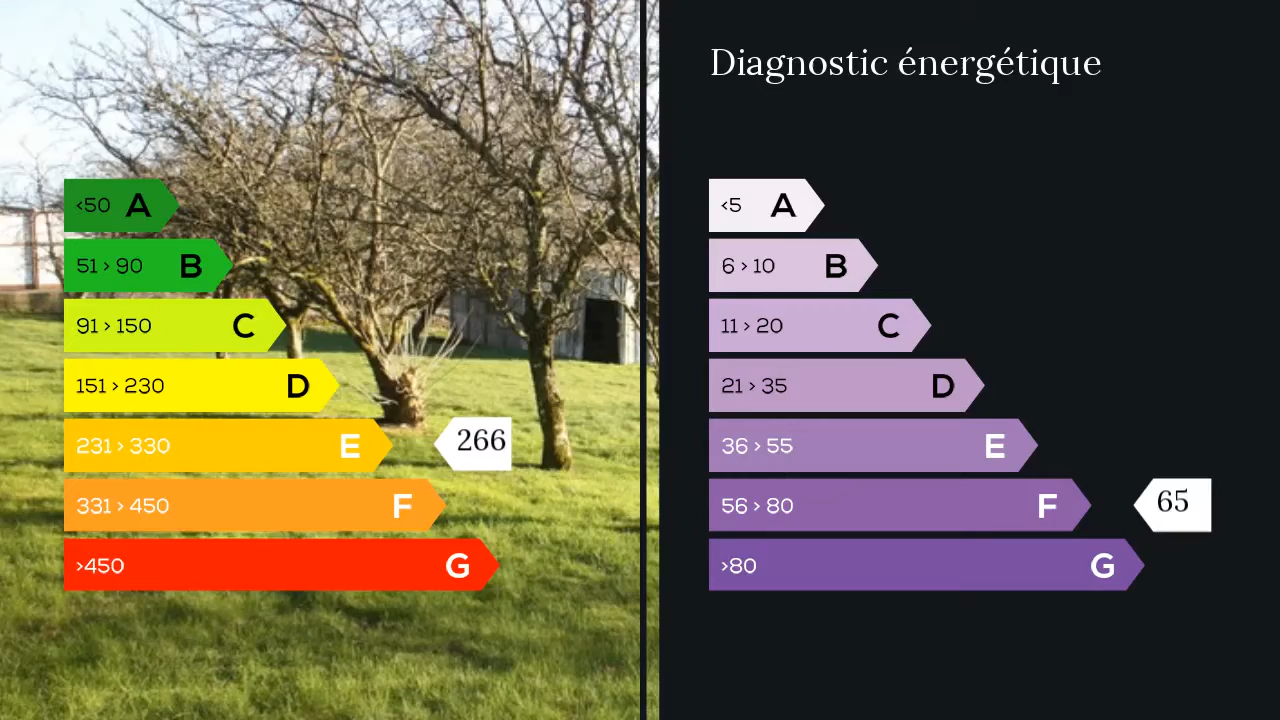 Diagnostic énergétique
<50 A
51 > 90 B
91 > 150 C
151 > 230 D
231 > 330 E
266
331 > 450 F
>450 G
<5 A
6 > 10 B
11 > 20 C
21 > 35 D
36 > 55 E
56 > 80 F
65
>80 G